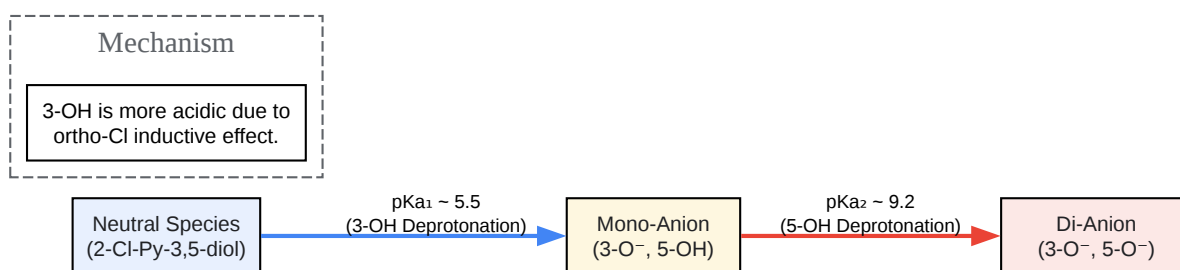 Mechanism
3-OH is more acidic due to
ortho-Cl inductive effect.
Neutral Species
(2-Cl-Py-3,5-diol)
pKa₁ ~ 5.5
(3-OH Deprotonation)
Mono-Anion
(3-O⁻, 5-OH)
pKa₂ ~ 9.2
(5-OH Deprotonation)
Di-Anion
(3-O⁻, 5-O⁻)